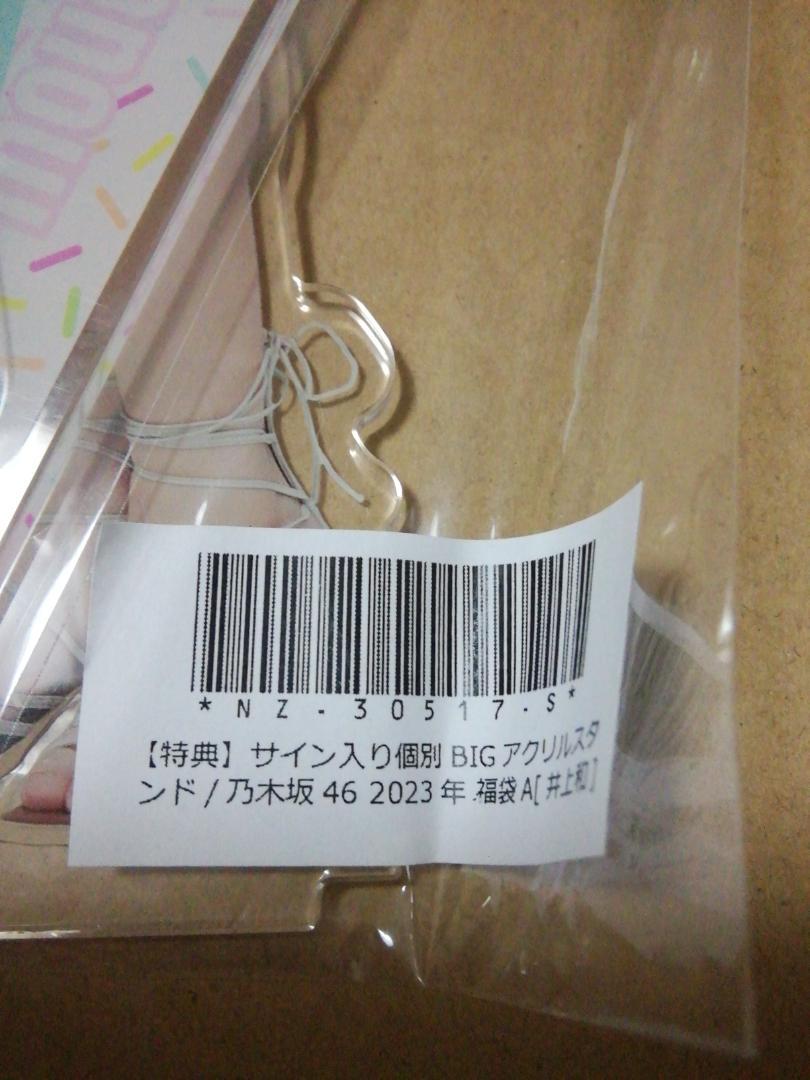 *NZ-30517-S*
【特典】サイン入り個別 BIG アクリルスタ
ンド / 乃木坂 46 2023 年 福袋 A[ 井上和 ]